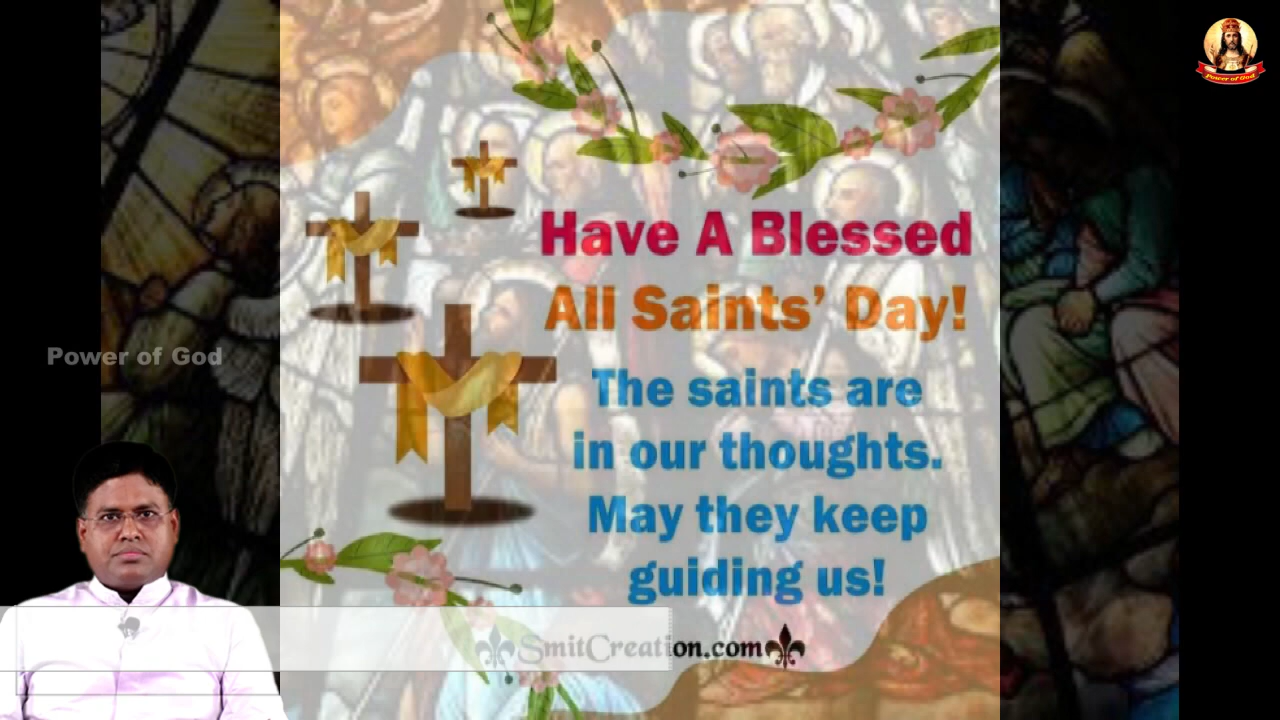 Power of God
Have A Blessed
All Saints’ Day!
The saints are
in our thoughts.
May they keep
guiding us!
Power of God
SmitCreation.com